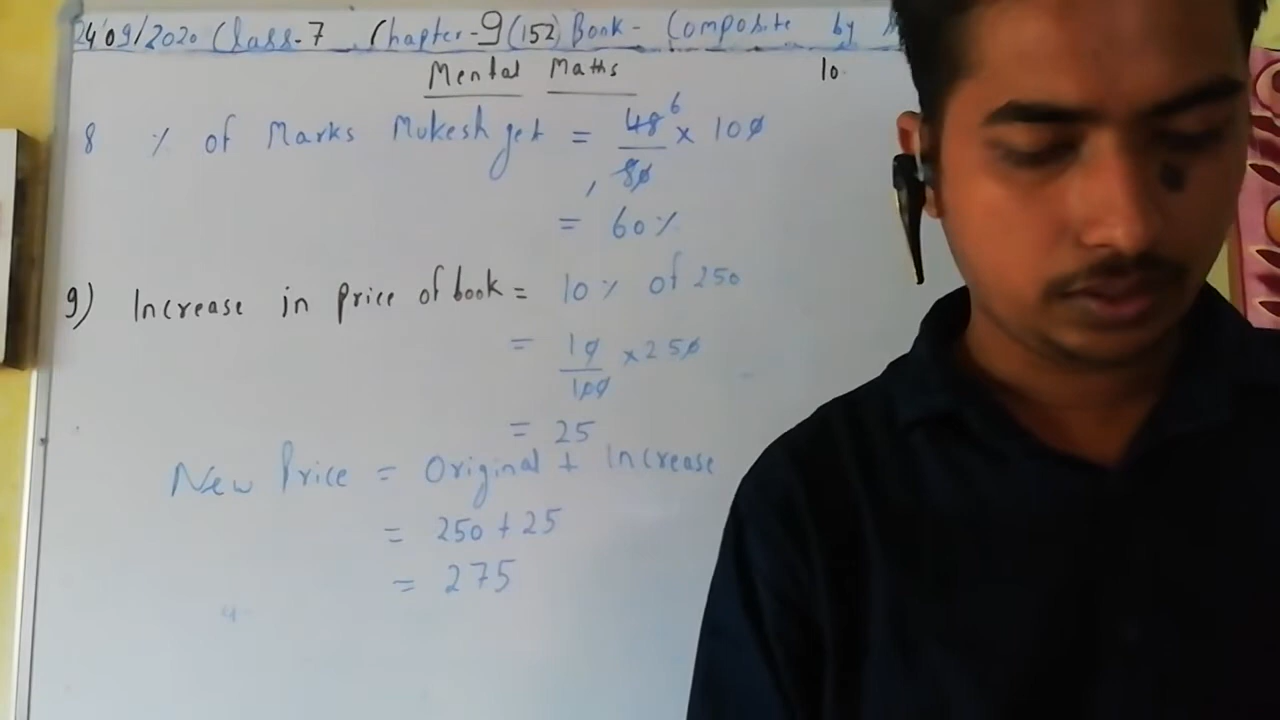 24/09/2020 Class-7 Chapter-9(152) Book- Composite by
Mental Maths
10
8 % of Marks Mukesh get = 48 6 / 80 × 100
= 60%
9) Increase in price of book = 10% of 250
= 10/100 × 250
= 25
New Price = Original + Increase
= 250 + 25
= 275